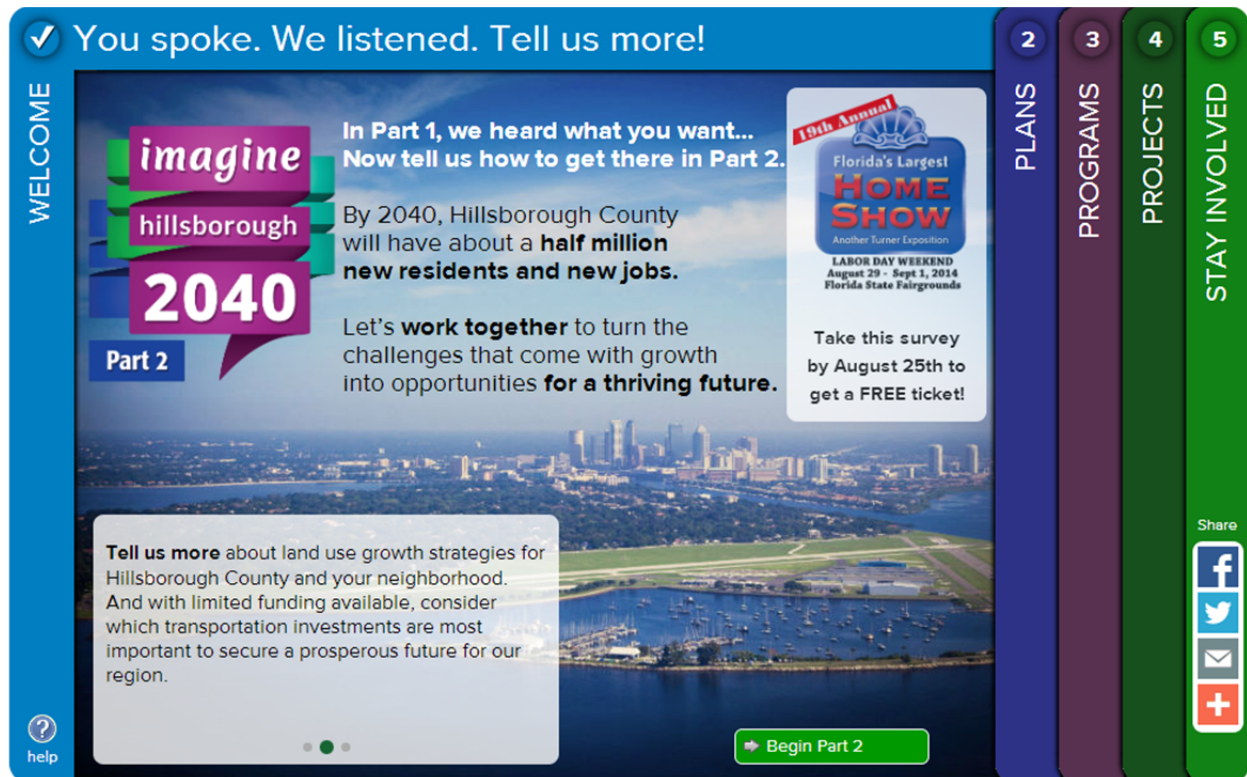 You spoke. We listened. Tell us more!
WELCOME
imagine
hillsborough
2040
Part 2
In Part 1, we heard what you want...
Now tell us how to get there in Part 2.
By 2040, Hillsborough County
will have about a half million
new residents and new jobs.
Let's work together to turn the
challenges that come with growth
into opportunities for a thriving future.
19th Annual
Florida's Largest
HOME
SHOW
Another Turner Exposition
LABOR DAY WEEKEND
August 29 - Sept 1, 2014
Florida State Fairgrounds
Take this survey
by August 25th to
get a FREE ticket!
Tell us more about land use growth strategies for
Hillsborough County and your neighborhood.
And with limited funding available, consider
which transportation investments are most
important to secure a prosperous future for our
region.
Begin Part 2
help
2
PLANS
3
PROGRAMS
4
PROJECTS
5
STAY INVOLVED
Share